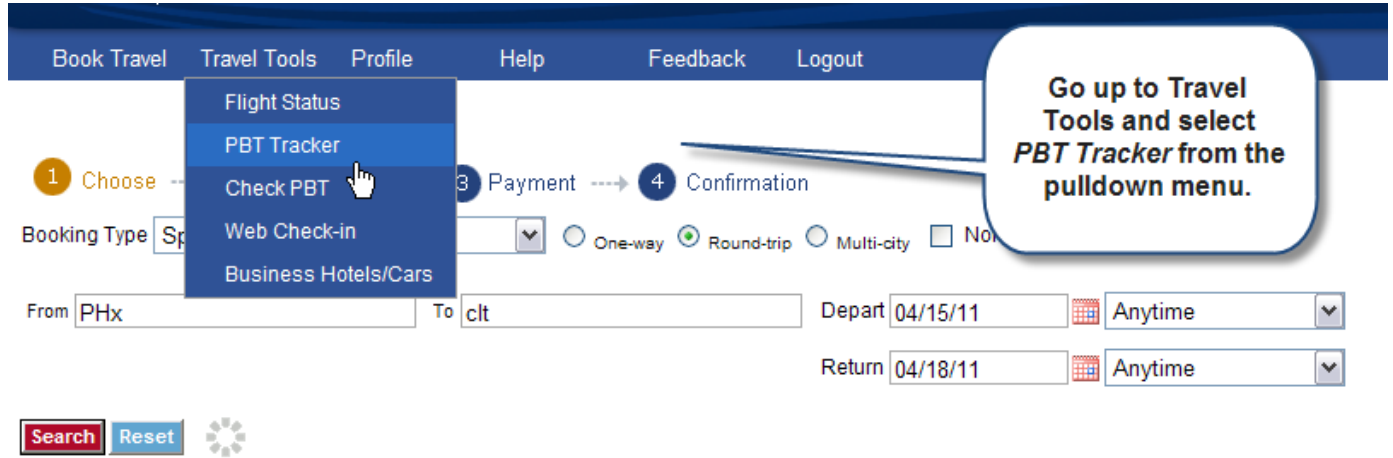 Book Travel Travel Tools Profile Help Feedback Logout
Flight Status
PBT Tracker
Check PBT
Web Check-in
Business Hotels/Cars
Go up to Travel
Tools and select
PBT Tracker from the
pulldown menu.
1 Choose 3 Payment 4 Confirmation
Booking Type One-way Round-trip Multi-city
From PHx To clt Depart 04/15/11 Anytime
Return 04/18/11 Anytime
Search Reset